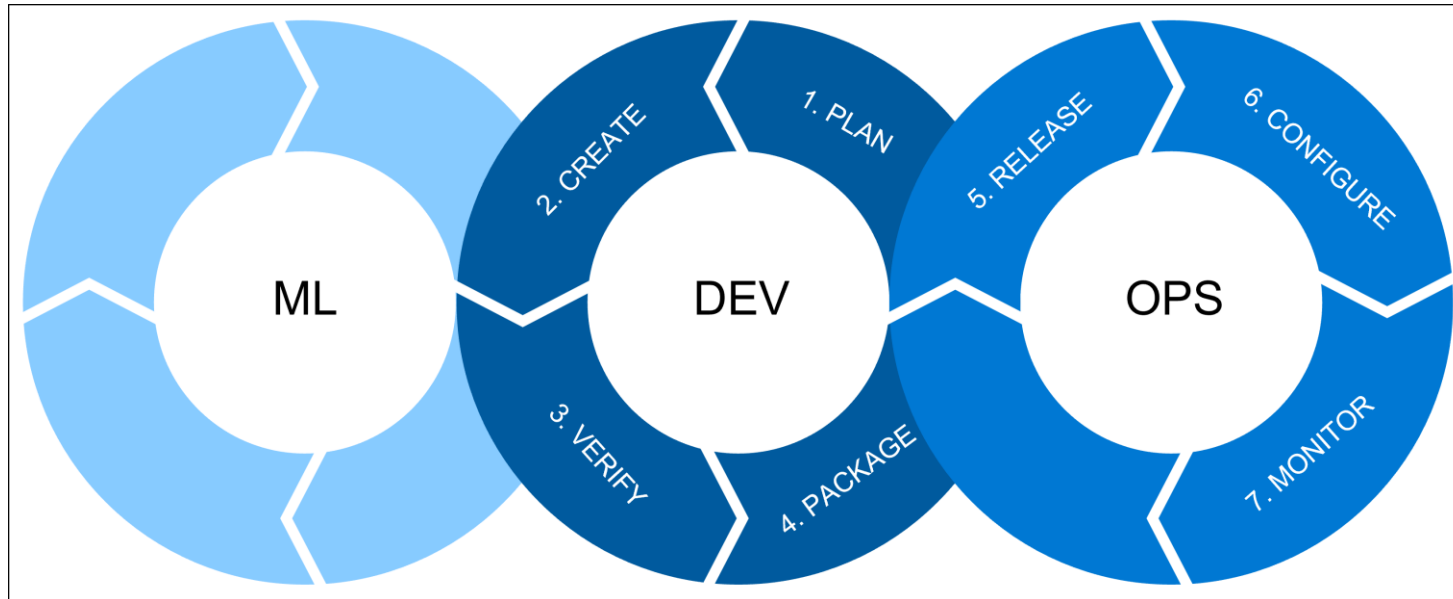 ML
DEV
OPS
1. PLAN
2. CREATE
3. VERIFY
4. PACKAGE
5. RELEASE
6. CONFIGURE
7. MONITOR